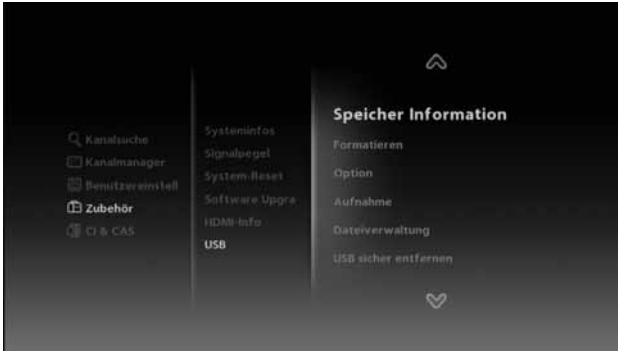 Kanalsuche
Kanalmanager
Benutzereinstell
Zubehör
CI & CAS
Systeminfos
Signalpegel
System-Reset
Software Upgra
HDMI-Info
USB
Speicher Information
Formatieren
Option
Aufnahme
Dateiverwaltung
USB sicher entfernen